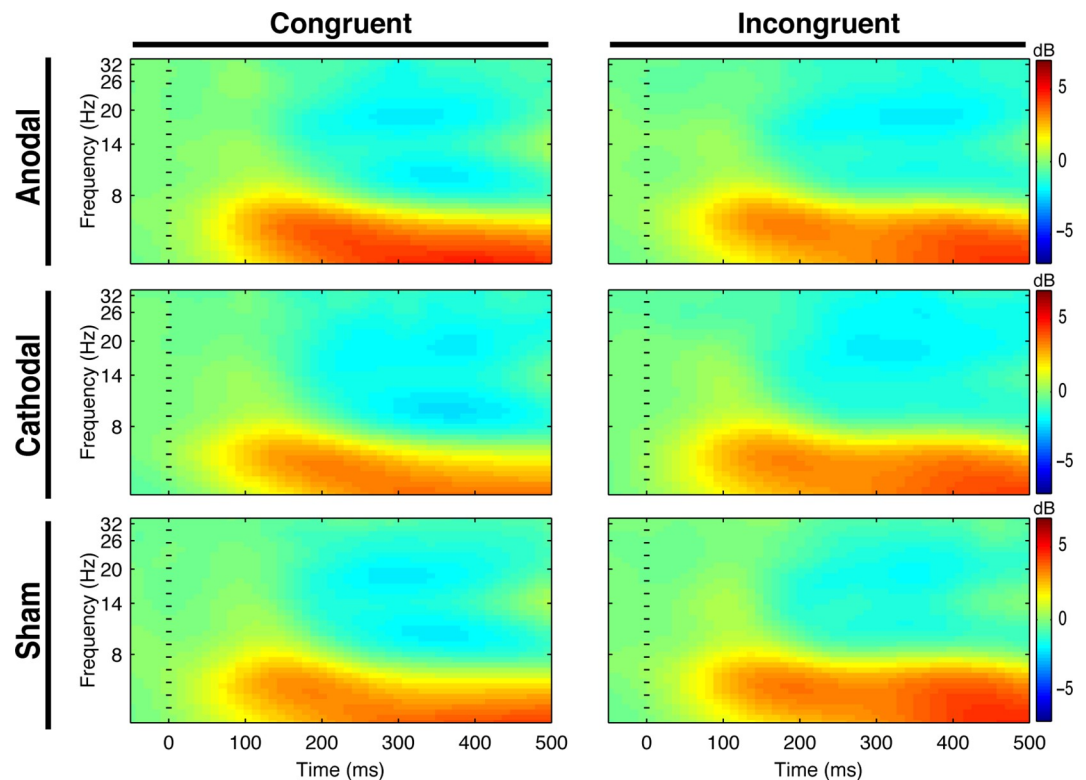 Congruent
Incongruent
Anodal
Frequency (Hz)
32
26
20
14
8
dB
5
0
−5
Cathodal
Frequency (Hz)
32
26
20
14
8
dB
5
0
−5
Sham
Frequency (Hz)
32
26
20
14
8
dB
5
0
−5
0 100 200 300 400 500
Time (ms)
0 100 200 300 400 500
Time (ms)